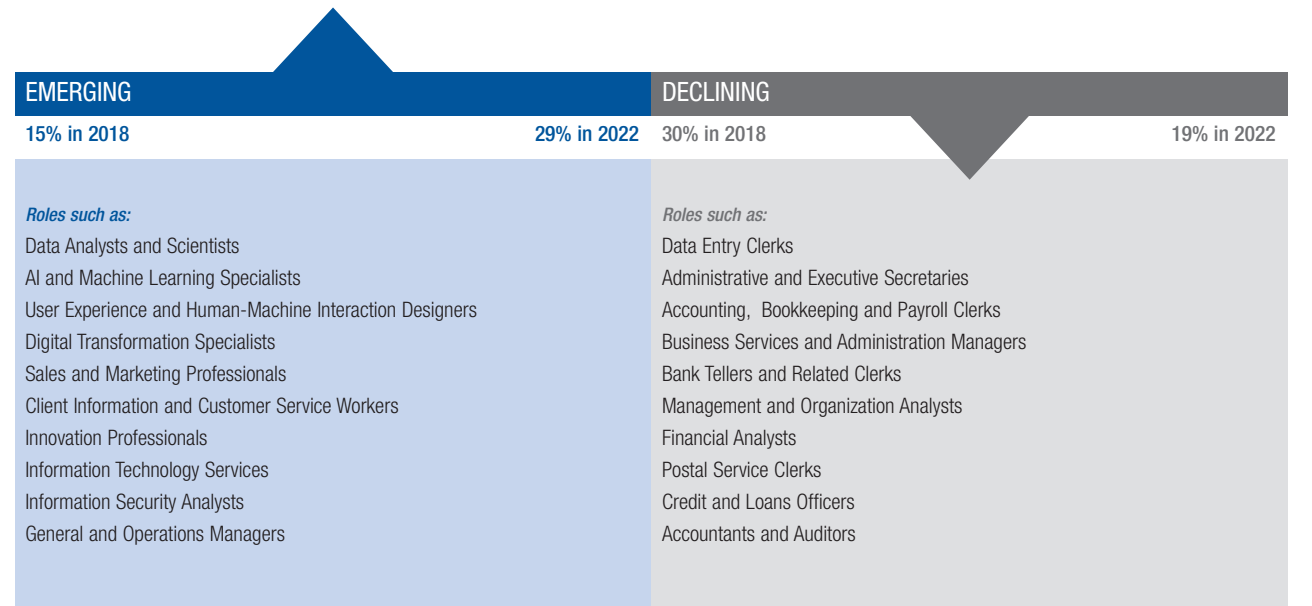 EMERGING
15% in 2018 29% in 2022
Roles such as:
Data Analysts and Scientists
AI and Machine Learning Specialists
User Experience and Human-Machine Interaction Designers
Digital Transformation Specialists
Sales and Marketing Professionals
Client Information and Customer Service Workers
Innovation Professionals
Information Technology Services
Information Security Analysts
General and Operations Managers
DECLINING
30% in 2018 19% in 2022
Roles such as:
Data Entry Clerks
Administrative and Executive Secretaries
Accounting, Bookkeeping and Payroll Clerks
Business Services and Administration Managers
Bank Tellers and Related Clerks
Management and Organization Analysts
Financial Analysts
Postal Service Clerks
Credit and Loans Officers
Accountants and Auditors